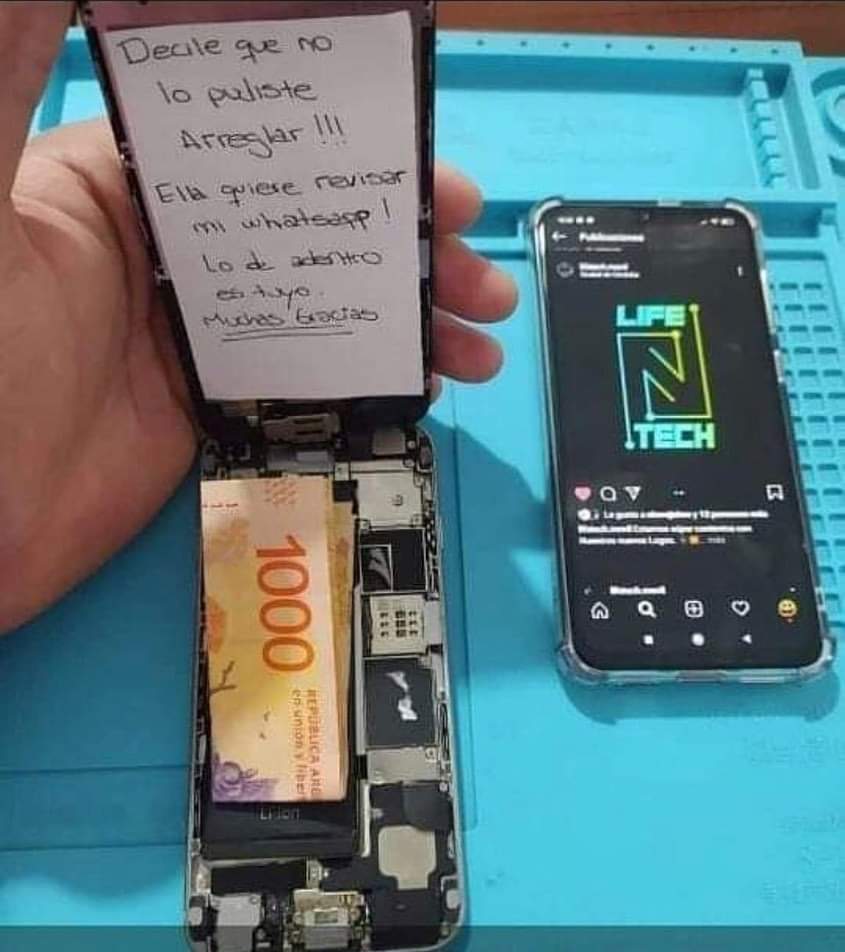 Decile que no
lo pudiste
Arreglar !!!
Ella quiere revisar
mi whatsapp !
Lo de adentro
es tuyo.
Muchas Gracias
1000
REPÚBLICA ARG
en unión y liber
Li-ion
Publicaciones
LIFE
N
TECH